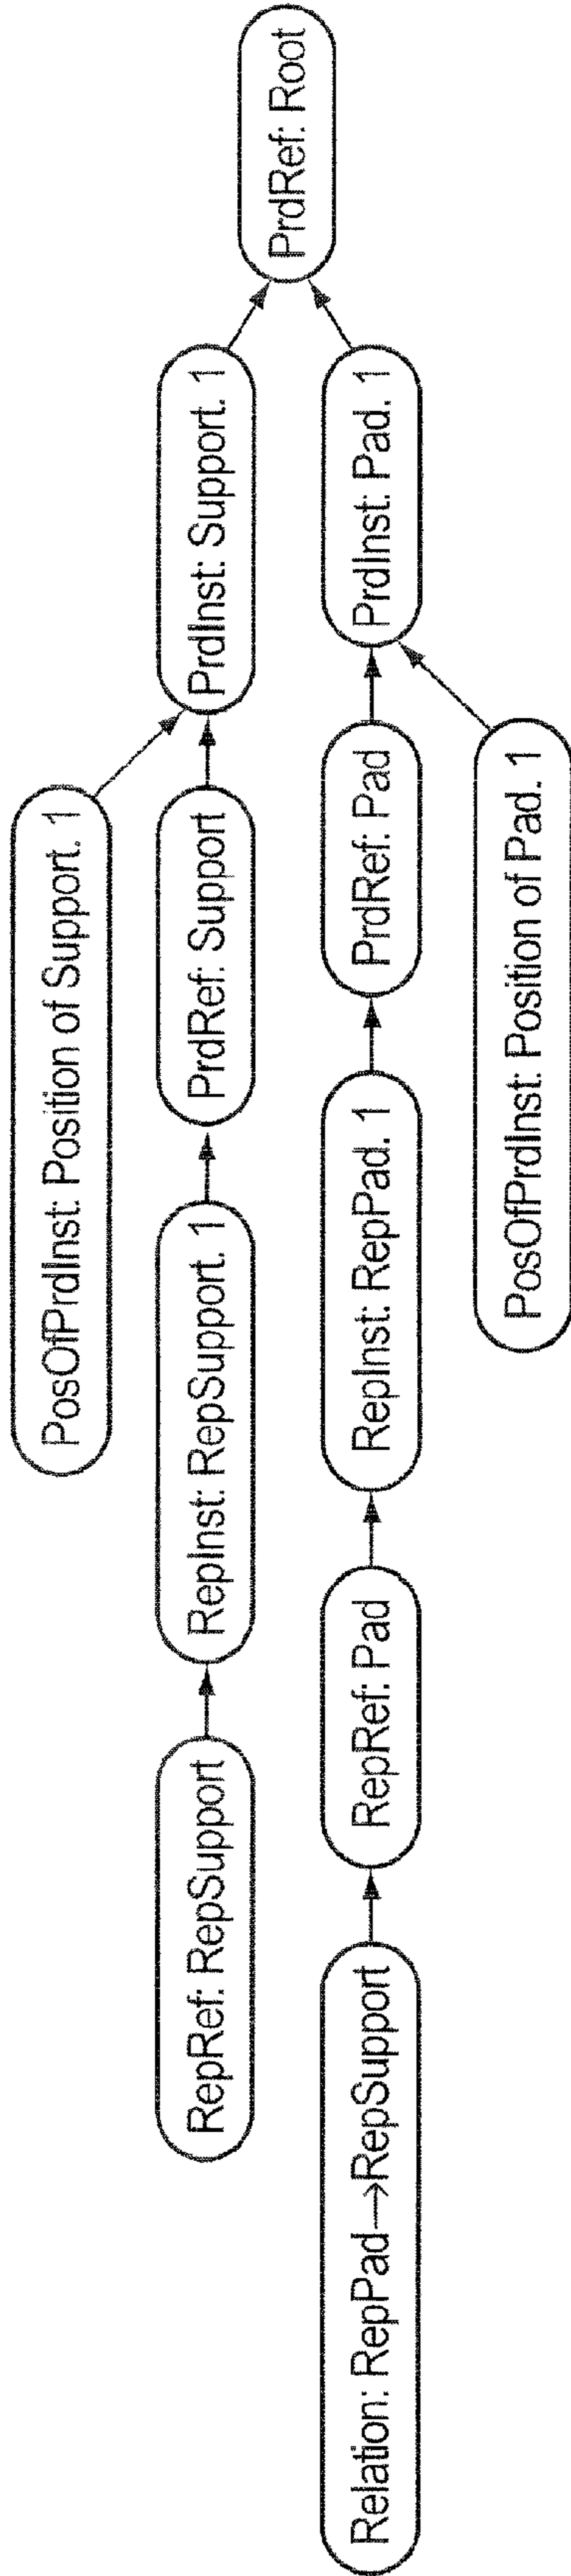 PosOfPrdInst: Position of Support. 1
RepRef: RepSupport
RepInst: RepSupport. 1
PrdRef: Support
PrdInst: Support. 1
PrdRef: Root
Relation: RepPad→RepSupport
RepRef: Pad
RepInst: RepPad. 1
PrdRef: Pad
PrdInst: Pad. 1
PosOfPrdInst: Position of Pad. 1